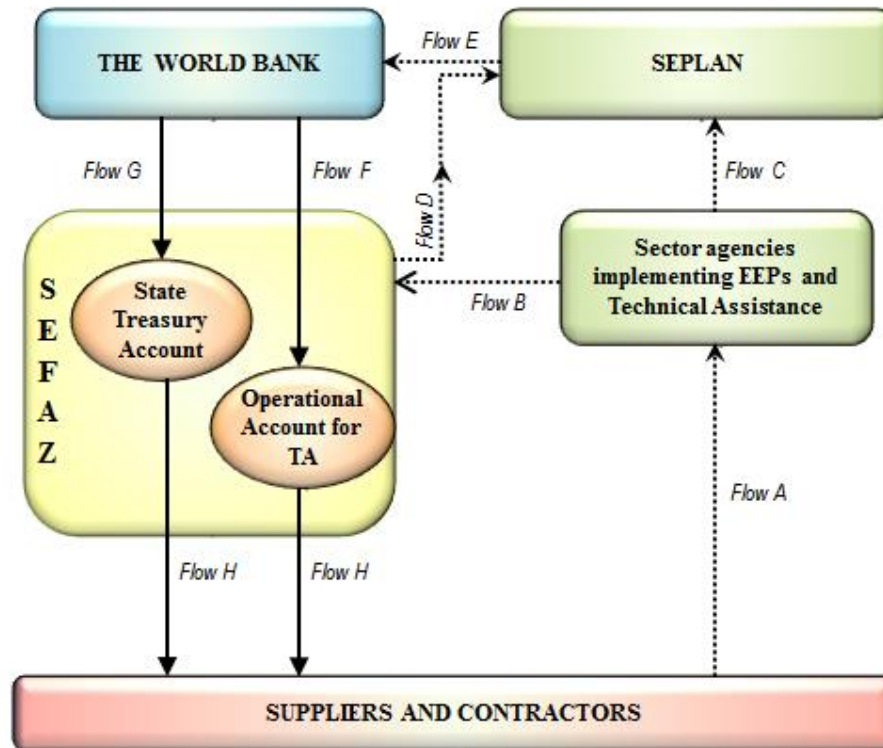 THE WORLD BANK
Flow E
SEPLAN
Flow G
Flow F
Flow D
Flow C
SEFAZ
State
Treasury
Account
Flow B
Sector agencies
implementing EEPs and
Technical Assistance
Operational
Account for
TA
Flow A
Flow H
Flow H
SUPPLIERS AND CONTRACTORS